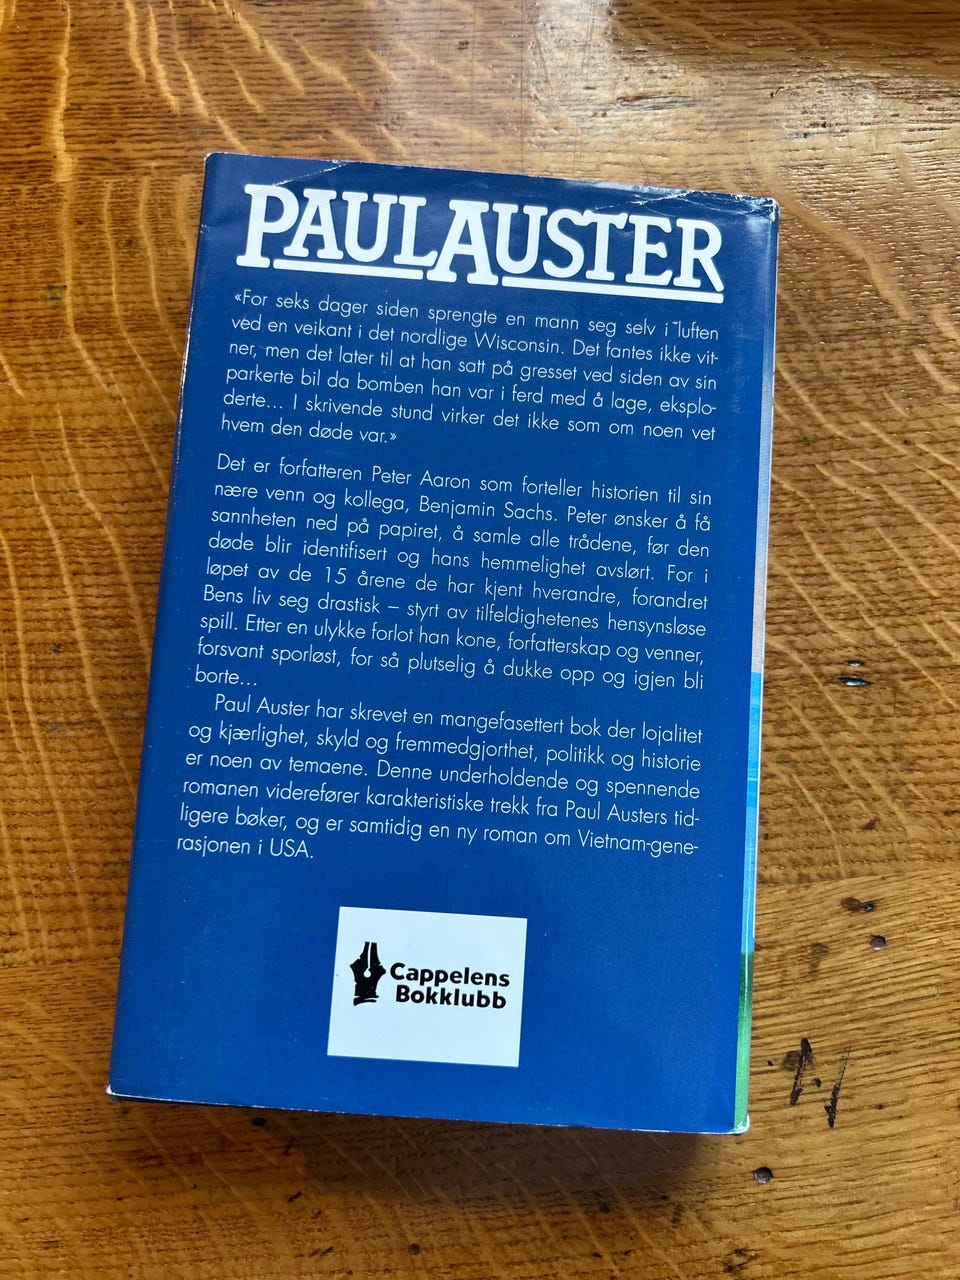 PAUL AUSTER
«For seks dager siden sprengte en mann seg selv i luften
ved en veikant i det nordlige Wisconsin. Det fantes ikke vit-
ner, men det later til at han satt på gresset ved siden av sin
parkerte bil da bomben han var i ferd med å lage, eksplo-
derte... I skrivende stund virker det ikke som om noen vet
hvem den døde var.»
Det er forfatteren Peter Aaron som forteller historien til sin
nære venn og kollega, Benjamin Sachs. Peter ønsker å få
sannheten ned på papiret, å samle alle trådene, før den
døde blir identifisert og hans hemmelighet avslørt. For i
løpet av de 15 årene de har kjent hverandre, forandret
Bens liv seg drastisk – styrt av tilfeldighetenes hensynsløse
spill. Etter en ulykke forlot han kone, forfatterskap og venner,
forsvant sporløst, for så plutselig å dukke opp og igjen bli
borte...
Paul Auster har skrevet en mangefasettert bok der lojalitet
og kjærlighet, skyld og fremmedgjorthet, politikk og historie
er noen av temaene. Denne underholdende og spennende
romanen viderefører karakteristiske trekk fra Paul Austers tid-
ligere bøker, og er samtidig en ny roman om Vietnam-gene-
rasjonen i USA.
Cappelens
Bokklubb